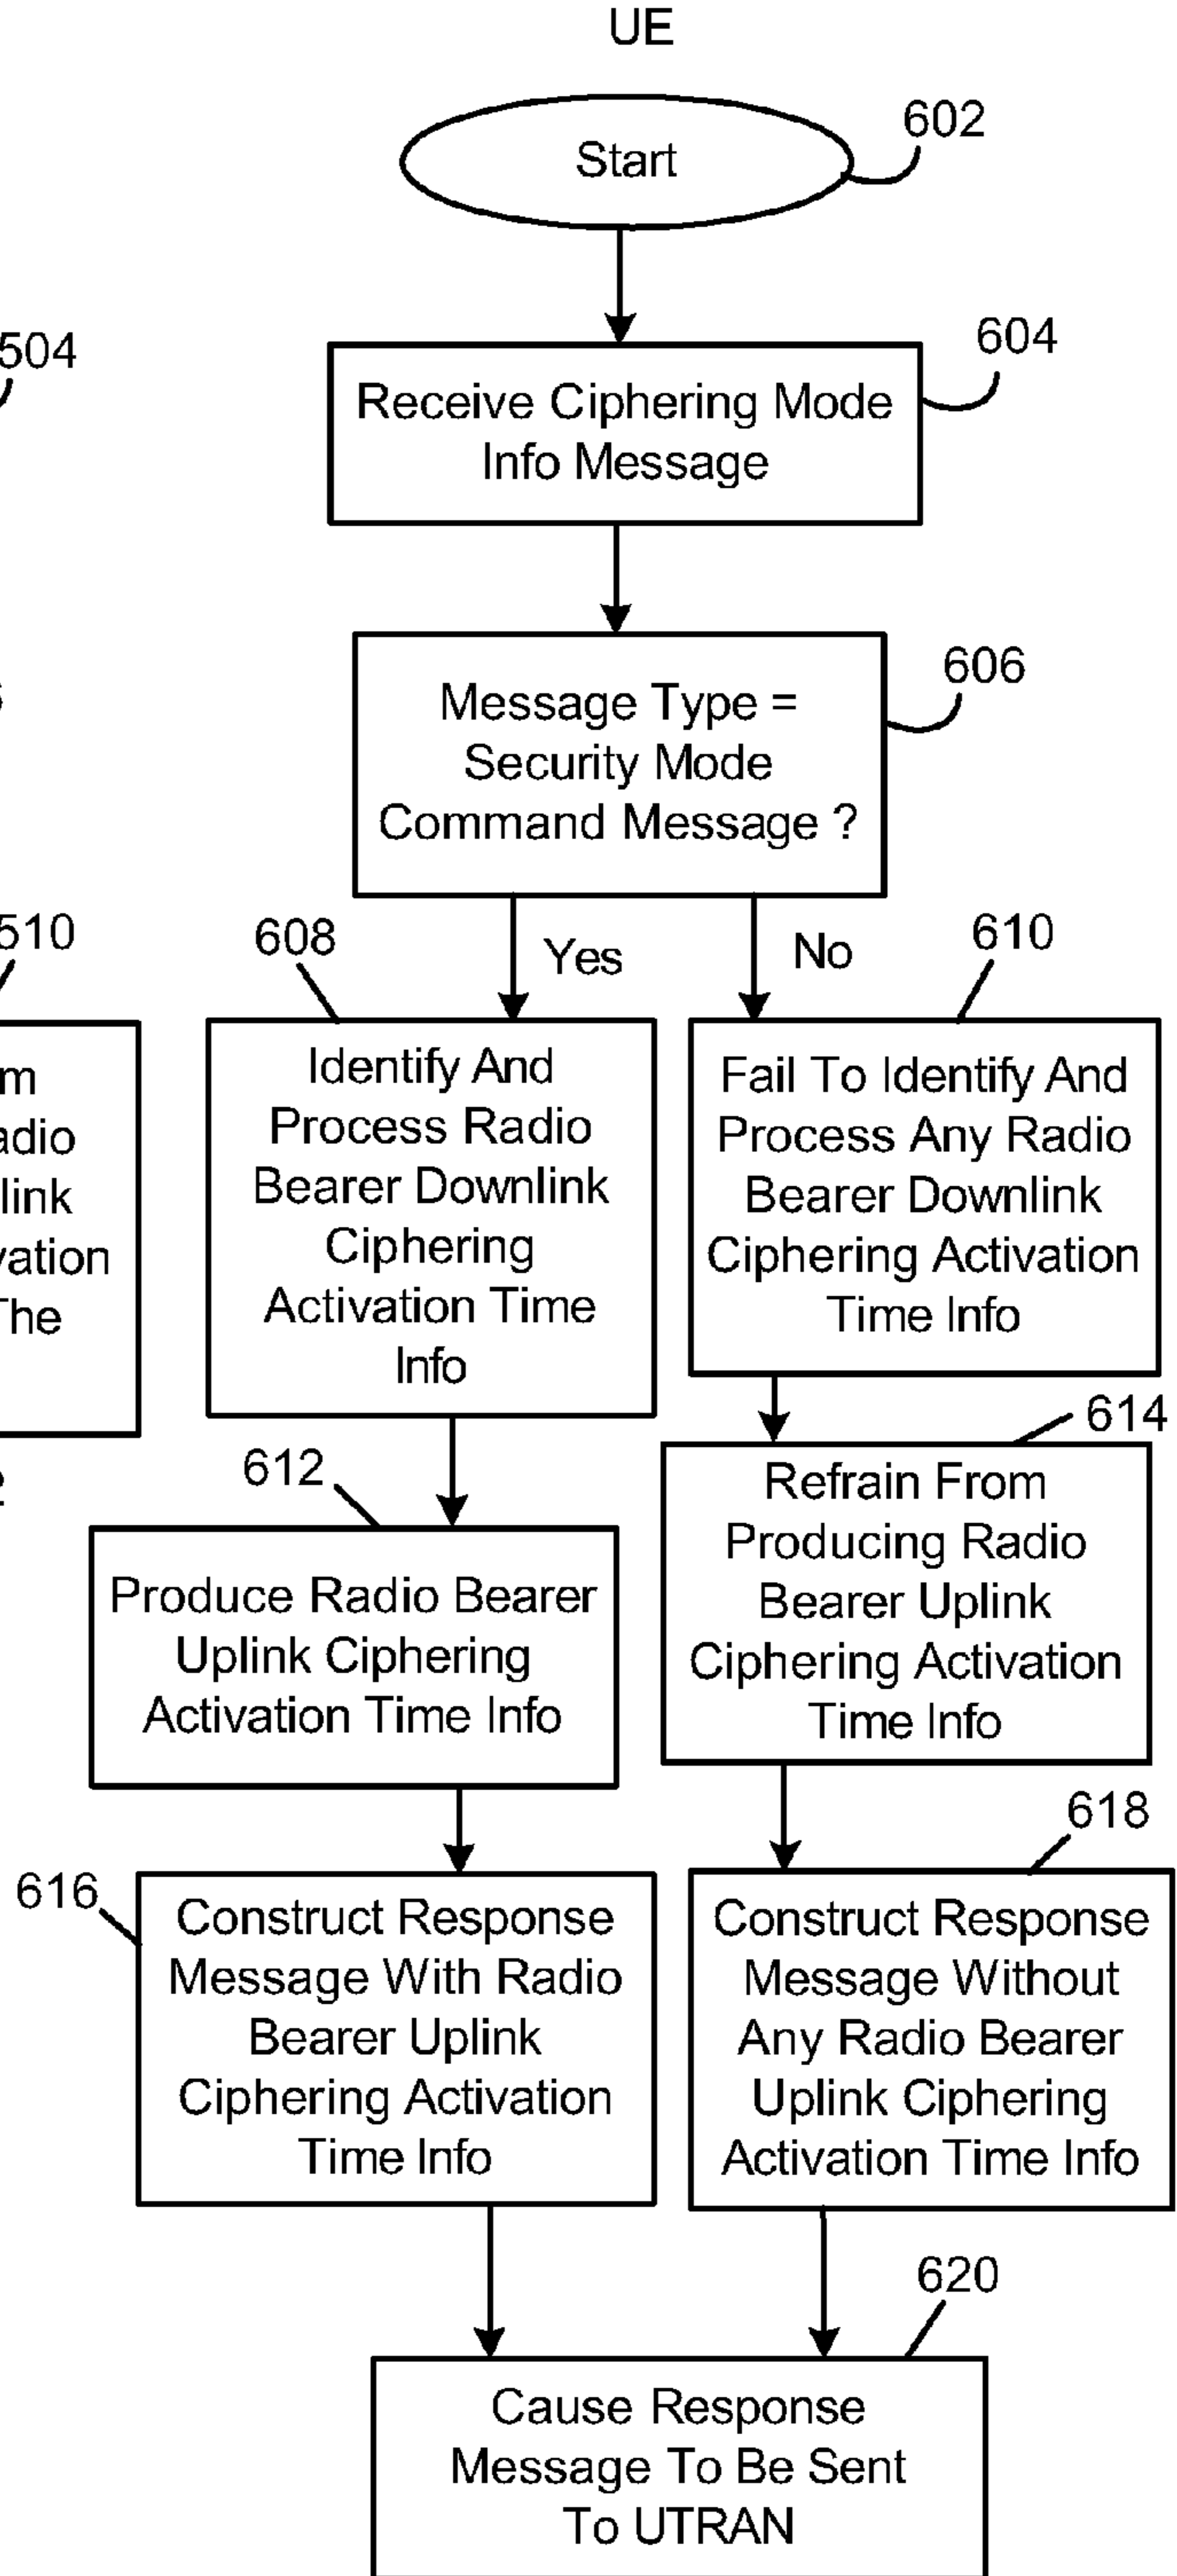 UE
Start
602
504
604
Receive Ciphering Mode
Info Message
606
Message Type =
Security Mode
Command Message ?
510
608
Yes
No
610
Identify And
Process Radio
Bearer Downlink
Ciphering
Activation Time
Info
Fail To Identify And
Process Any Radio
Bearer Downlink
Ciphering Activation
Time Info
The
612
614
Produce Radio Bearer
Uplink Ciphering
Activation Time Info
Refrain From
Producing Radio
Bearer Uplink
Ciphering Activation
Time Info
616
618
Construct Response
Message With Radio
Bearer Uplink
Ciphering Activation
Time Info
Construct Response
Message Without
Any Radio Bearer
Uplink Ciphering
Activation Time Info
620
Cause Response
Message To Be Sent
To UTRAN